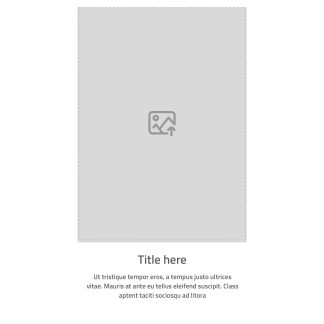 Title here
Ut tristique tempor eros, a tempus justo ultrices
vitae. Mauris at ante eu tellus eleifend suscipit. Class
aptent taciti sociosqu ad litora